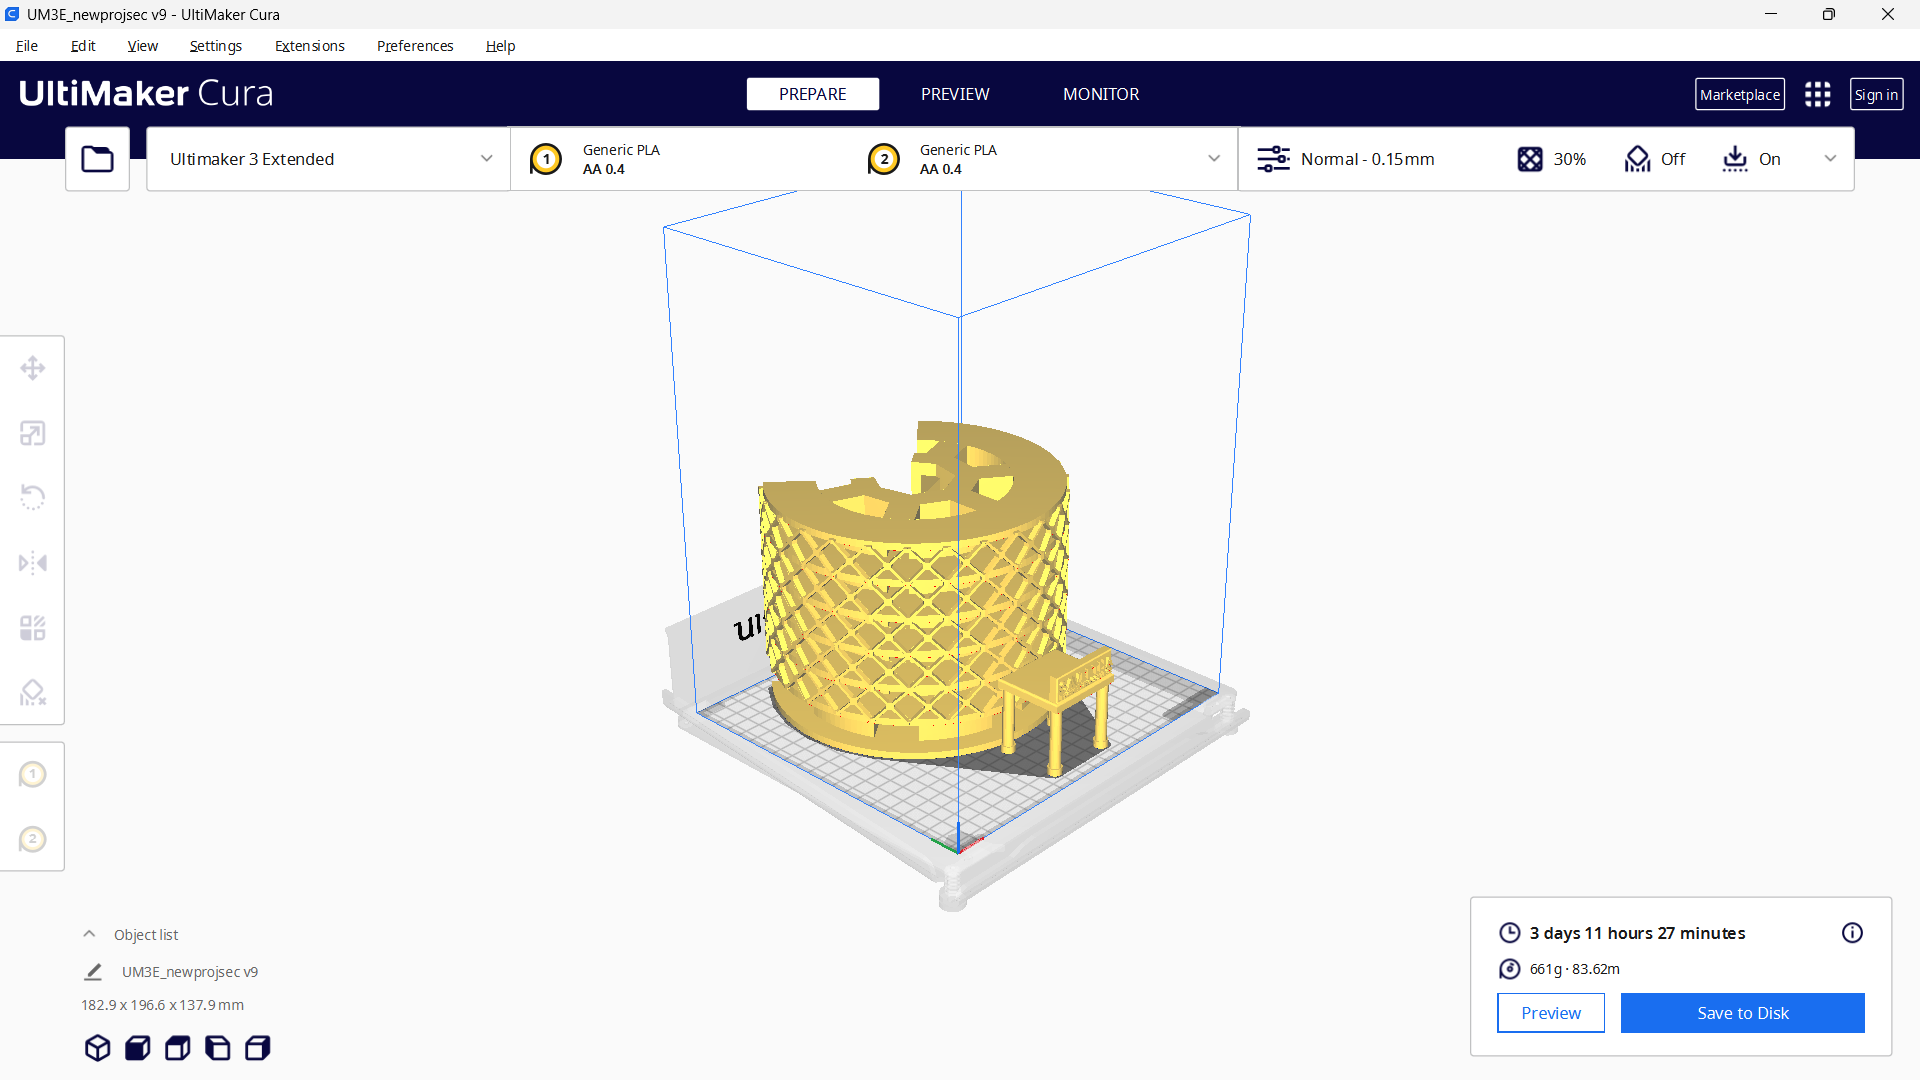 UM3E_newprojsec v9 - UltiMaker Cura
File Edit View Settings Extensions Preferences Help
UltiMaker Cura
PREPARE PREVIEW MONITOR
Marketplace
Sign in
Ultimaker 3 Extended
1 Generic PLA
AA 0.4
2 Generic PLA
AA 0.4
Normal - 0.15mm 30% Off On
1
2
Object list
UM3E_newprojsec v9
182.9 x 196.6 x 137.9 mm
3 days 11 hours 27 minutes
661g · 83.62m
Preview Save to Disk